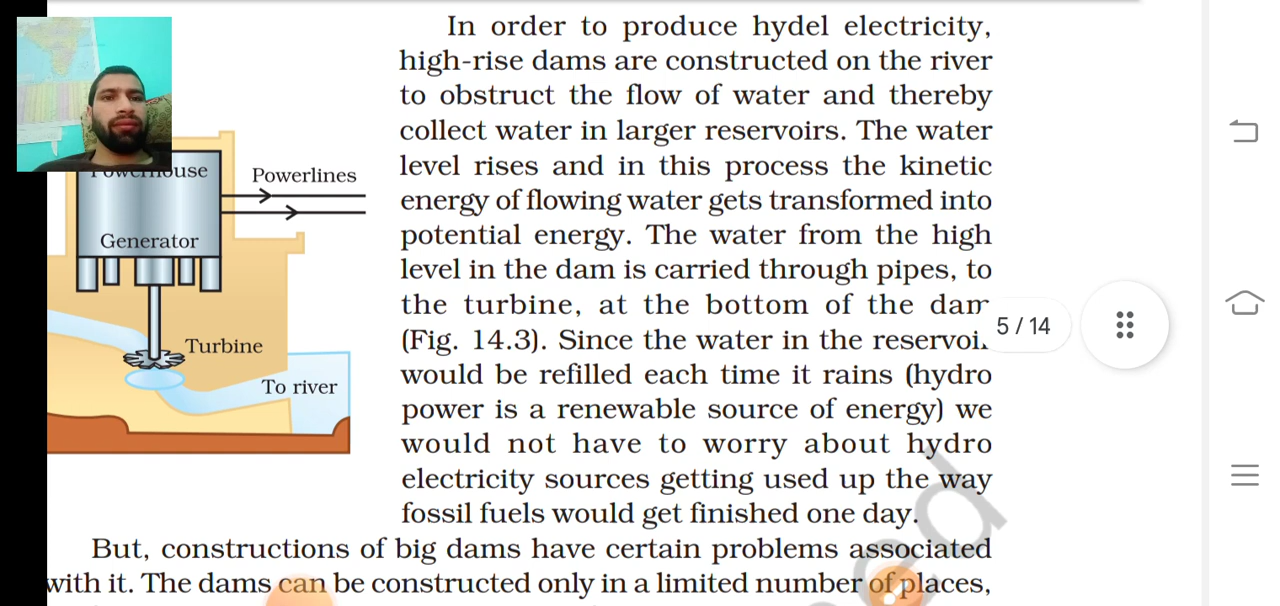 In order to produce hydel electricity,
high-rise dams are constructed on the river
to obstruct the flow of water and thereby
collect water in larger reservoirs. The water
level rises and in this process the kinetic
energy of flowing water gets transformed into
potential energy. The water from the high
level in the dam is carried through pipes, to
the turbine, at the bottom of the dam
(Fig. 14.3). Since the water in the reservoir
would be refilled each time it rains (hydro
power is a renewable source of energy) we
would not have to worry about hydro
electricity sources getting used up the way
fossil fuels would get finished one day.
But, constructions of big dams have certain problems associated
with it. The dams can be constructed only in a limited number of places,
Powerhouse
Powerlines
Generator
Turbine
To river
5 / 14